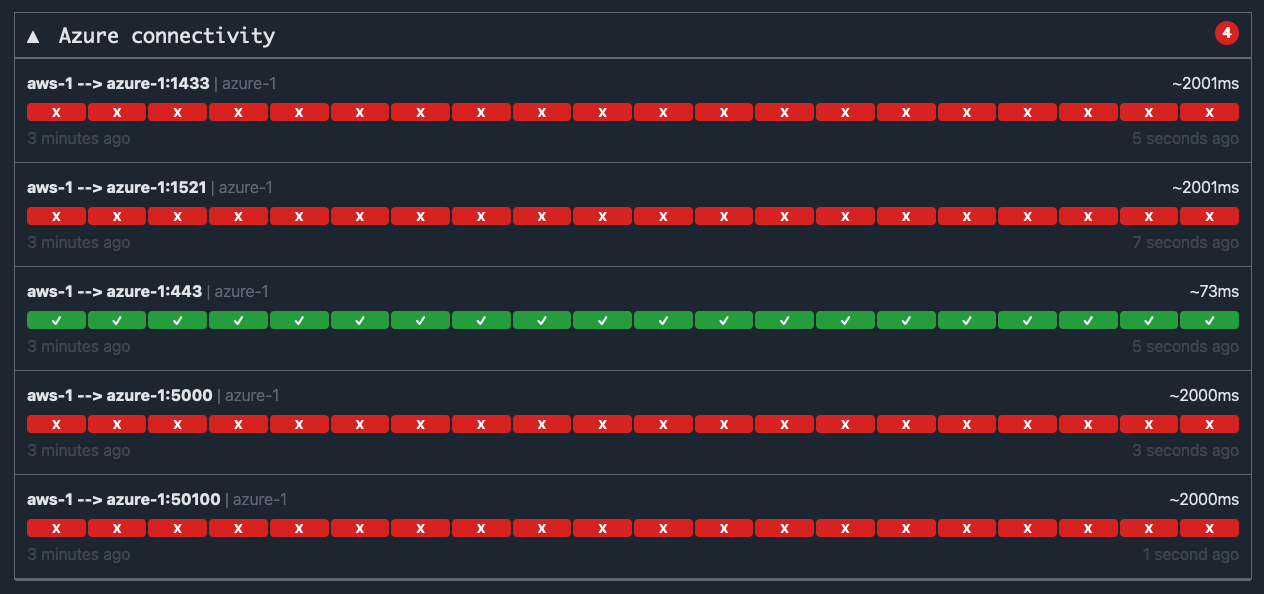 ▲ Azure connectivity 4
aws-1 --> azure-1:1433 | azure-1 ~2001ms
X X X X X X X X X X X X X X X X X X X X
3 minutes ago 5 seconds ago
aws-1 --> azure-1:1521 | azure-1 ~2001ms
X X X X X X X X X X X X X X X X X X X X
3 minutes ago 7 seconds ago
aws-1 --> azure-1:443 | azure-1 ~73ms
✓ ✓ ✓ ✓ ✓ ✓ ✓ ✓ ✓ ✓ ✓ ✓ ✓ ✓ ✓ ✓ ✓ ✓ ✓ ✓
3 minutes ago 5 seconds ago
aws-1 --> azure-1:5000 | azure-1 ~2000ms
X X X X X X X X X X X X X X X X X X X X
3 minutes ago 3 seconds ago
aws-1 --> azure-1:50100 | azure-1 ~2000ms
X X X X X X X X X X X X X X X X X X X X
3 minutes ago 1 second ago